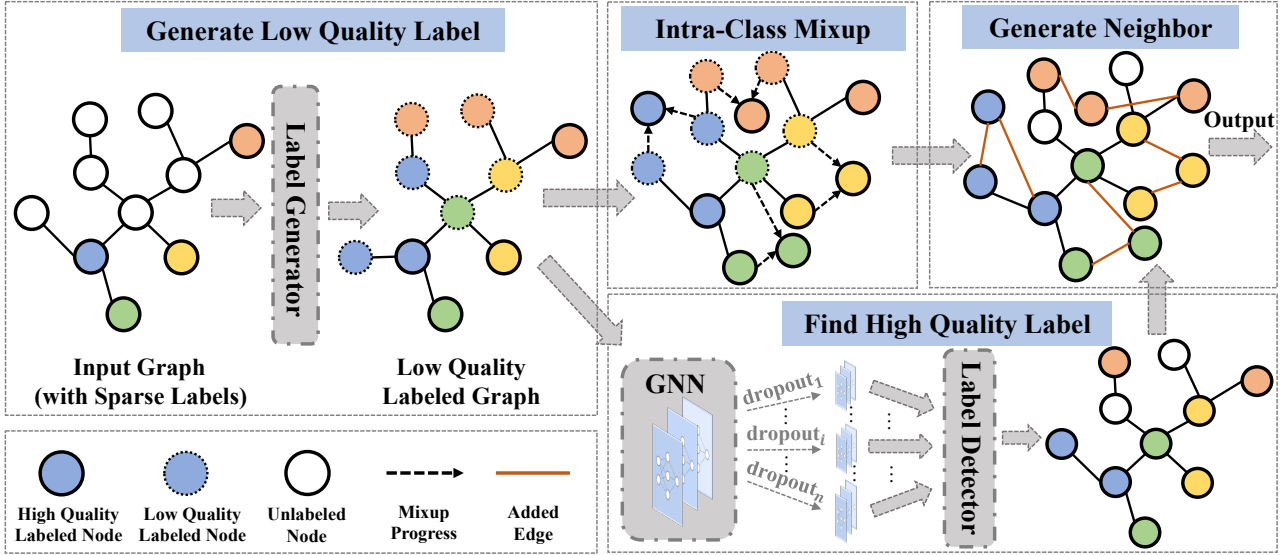 Generate Low Quality Label
Label Generator
Input Graph
(with Sparse Labels)
Low Quality
Labeled Graph
Intra-Class Mixup
Generate Neighbor
Output
Find High Quality Label
GNN
dropout1
dropouti
dropoutn
Label Detector
High Quality
Labeled Node
Low Quality
Labeled Node
Unlabeled
Node
Mixup
Progress
Added
Edge